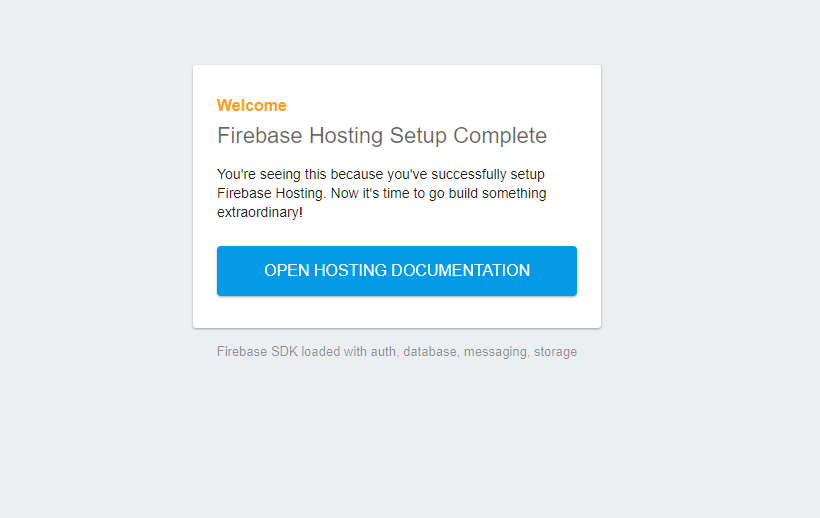 Welcome
Firebase Hosting Setup Complete
You're seeing this because you've successfully setup
Firebase Hosting. Now it's time to go build something
extraordinary!
OPEN HOSTING DOCUMENTATION
Firebase SDK loaded with auth, database, messaging, storage